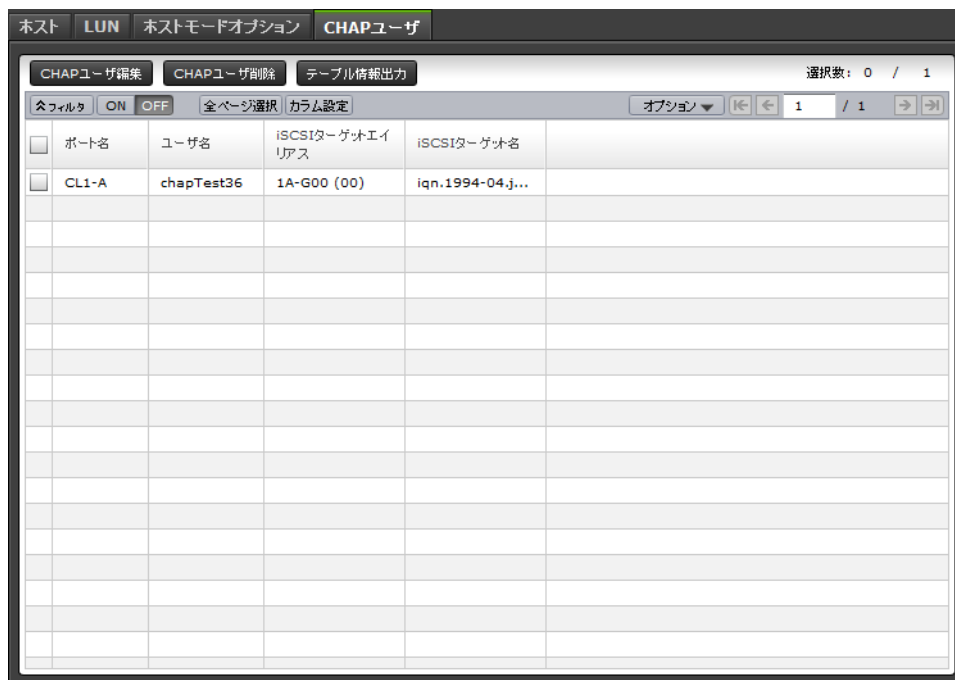 ホスト LUN ホストモードオプション CHAPユーザ
CHAPユーザ編集 CHAPユーザ削除 テーブル情報出力 選択数: 0 / 1
フィルタ ON OFF 全ページ選択 カラム設定 オプション 1 / 1
ポート名 ユーザ名 iSCSIターゲットエイ iSCSIターゲット名
リアス
CL1-A chapTest36 1A-G00 (00) iqn.1994-04.j...